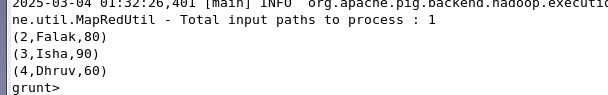 2025-03-04 01:32:26,401 [main] INFO  org.apache.pig.backend.hadoop.executio
ne.util.MapRedUtil - Total input paths to process : 1
(2,Falak,80)
(3,Isha,90)
(4,Dhruv,60)
grunt>